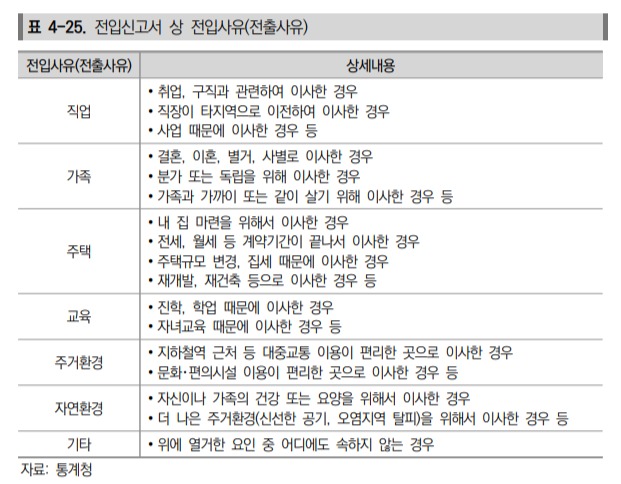 표 4-25. 전입신고서 상 전입사유(전출사유)
전입사유(전출사유) 상세내용
직업
• 취업, 구직과 관련하여 이사한 경우
• 직장이 타지역으로 이전하여 이사한 경우
• 사업 때문에 이사한 경우 등
가족
• 결혼, 이혼, 별거, 사별로 이사한 경우
• 분가 또는 독립을 위해 이사한 경우
• 가족과 가까이 또는 같이 살기 위해 이사한 경우 등
주택
• 내 집 마련을 위해서 이사한 경우
• 전세, 월세 등 계약기간이 끝나서 이사한 경우
• 주택규모 변경, 집세 때문에 이사한 경우
• 재개발, 재건축 등으로 이사한 경우 등
교육
• 진학, 학업 때문에 이사한 경우
• 자녀교육 때문에 이사한 경우 등
주거환경
• 지하철역 근처 등 대중교통 이용이 편리한 곳으로 이사한 경우
• 문화·편의시설 이용이 편리한 곳으로 이사한 경우 등
자연환경
• 자신이나 가족의 건강 또는 요양을 위해서 이사한 경우
• 더 나은 주거환경(신선한 공기, 오염지역 탈피)을 위해서 이사한 경우 등
기타
• 위에 열거한 요인 중 어디에도 속하지 않는 경우
자료: 통계청